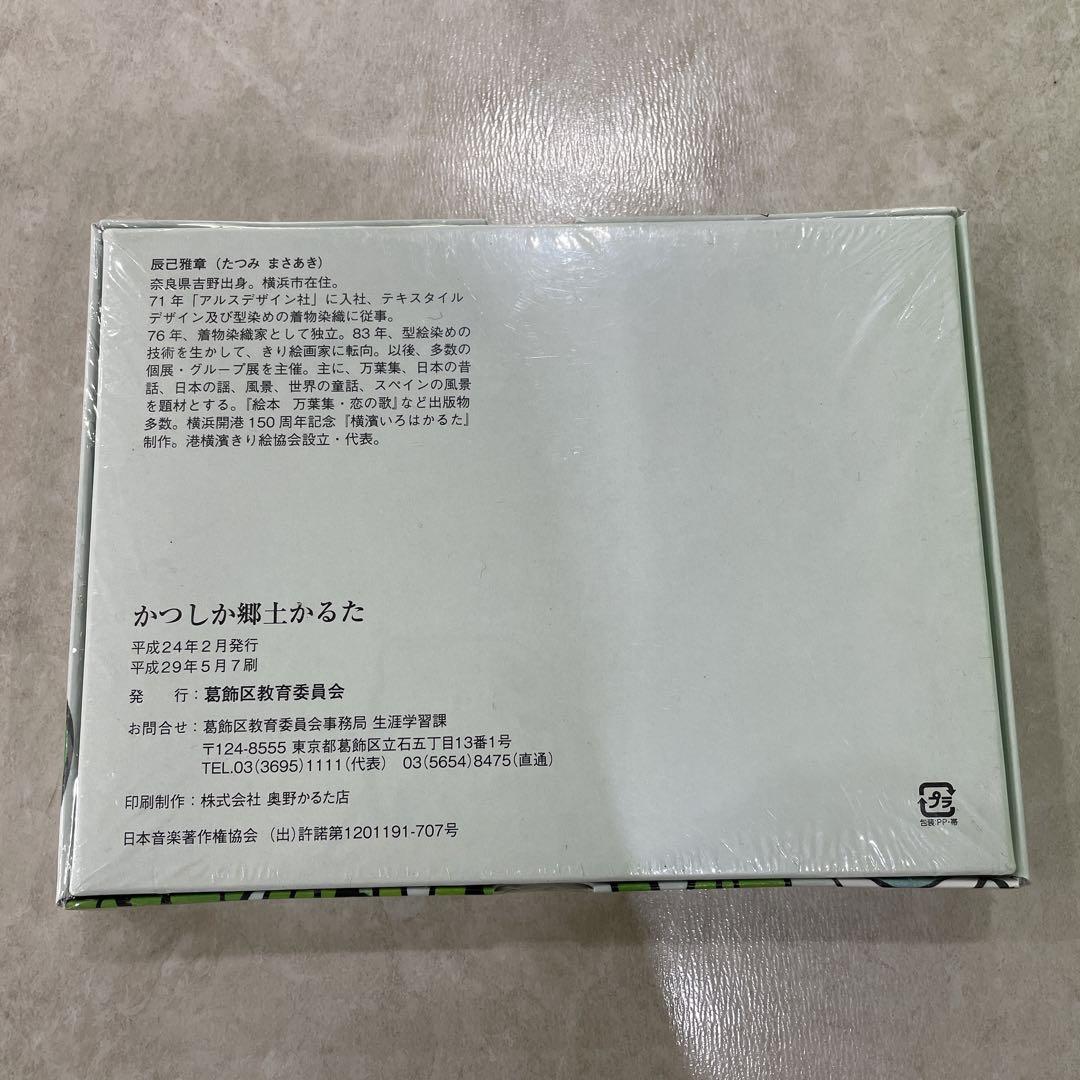 辰己雅章（たつみ まさあき）
奈良県吉野出身。横浜市在住。
71年「アルスデザイン社」に入社、テキスタイル
デザイン及び型染めの着物染織に従事。
76年、着物染織家として独立。83年、型絵染めの
技術を生かして、きり絵画家に転向。以後、多数の
個展・グループ展を主催。主に、万葉集、日本の昔
話、日本の謡、風景、世界の童話、スペインの風景
を題材とする。『絵本　万葉集・恋の歌』など出版物
多数。横浜開港150周年記念『横濱いろはかるた』
制作。港横濱きり絵協会設立・代表。
かつしか郷土かるた
平成24年2月発行
平成29年5月7刷
発　　行：葛飾区教育委員会
お問合せ：葛飾区教育委員会事務局 生涯学習課
〒124-8555 東京都葛飾区立石五丁目13番1号
TEL.03(3695)1111(代表)　03(5654)8475(直通)
印刷制作：株式会社 奥野かるた店
日本音楽著作権協会 （出）許諾第1201191-707号
プラ
包装:PP・帯